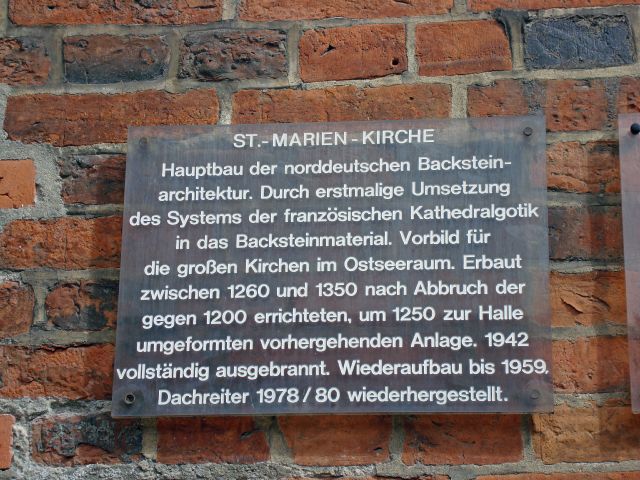 ST.-MARIEN-KIRCHE
Hauptbau der norddeutschen Backstein-
architektur. Durch erstmalige Umsetzung
des Systems der französischen Kathedralgotik
in das Backsteinmaterial. Vorbild für
die großen Kirchen im Ostseeraum. Erbaut
zwischen 1260 und 1350 nach Abbruch der
gegen 1200 errichteten, um 1250 zur Halle
umgeformten vorhergehenden Anlage. 1942
vollständig ausgebrannt. Wiederaufbau bis 1959.
Dachreiter 1978/80 wiederhergestellt.